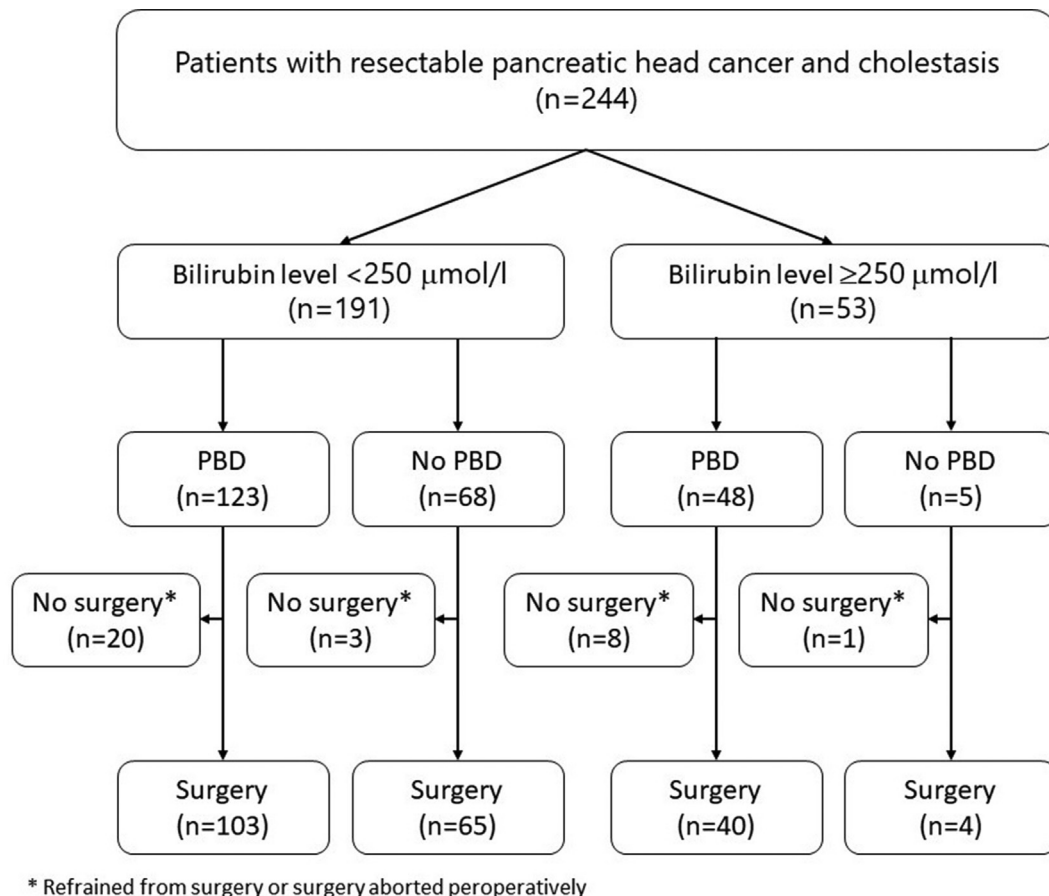 Patients with resectable pancreatic head cancer and cholestasis
(n=244)
Bilirubin level <250 μmol/l
(n=191)
Bilirubin level ≥250 μmol/l
(n=53)
PBD
(n=123)
No PBD
(n=68)
PBD
(n=48)
No PBD
(n=5)
No surgery*
(n=20)
No surgery*
(n=3)
No surgery*
(n=8)
No surgery*
(n=1)
Surgery
(n=103)
Surgery
(n=65)
Surgery
(n=40)
Surgery
(n=4)
* Refrained from surgery or surgery aborted peroperatively